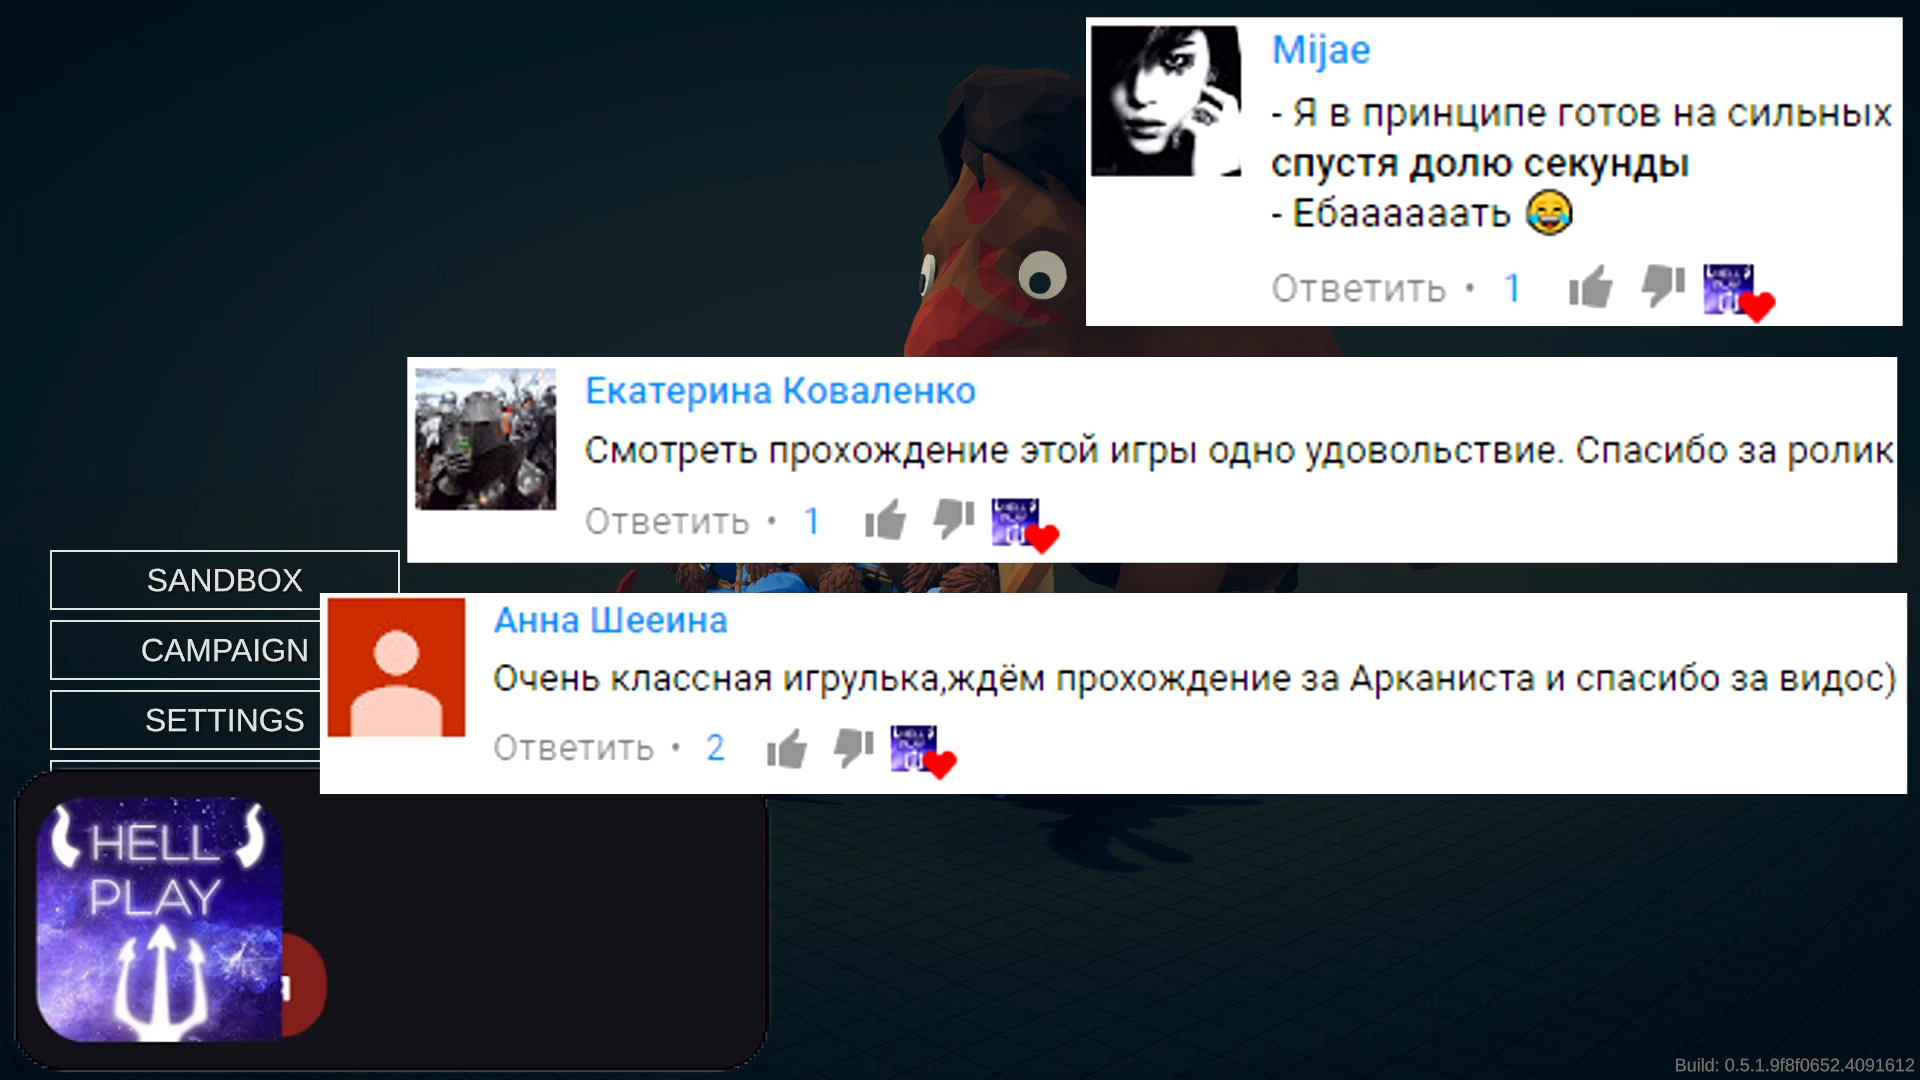 Mijae
- Я в принципе готов на сильных
спустя долю секунды
- Ебааааааать 😂
Ответить • 1
Екатерина Коваленко
Смотреть прохождение этой игры одно удовольствие. Спасибо за ролик
Ответить • 1
SANDBOX
CAMPAIGN
SETTINGS
Анна Шееина
Очень классная игрулька,ждём прохождение за Арканиста и спасибо за видос)
Ответить • 2
HELL
PLAY
я
Build: 0.5.1.9f8f0652.4091612